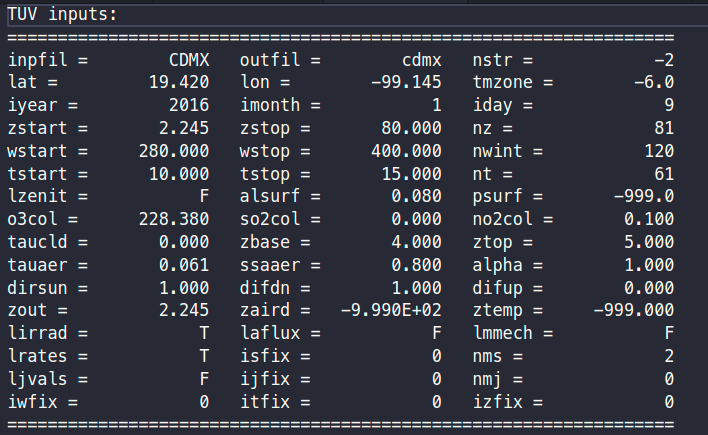 TUV inputs:
==================================================================
inpfil =        CDMX   outfil =        cdmx   nstr =          -2
lat =         19.420   lon =        -99.145   tmzone =      -6.0
iyear =         2016   imonth =           1   iday =           9
zstart =       2.245   zstop =       80.000   nz =            81
wstart =     280.000   wstop =      400.000   nwint =        120
tstart =      10.000   tstop =       15.000   nt =            61
lzenit =           F   alsurf =       0.080   psurf =     -999.0
o3col =      228.380   so2col =       0.000   no2col =     0.100
taucld =       0.000   zbase =        4.000   ztop =       5.000
tauaer =       0.061   ssaaer =       0.800   alpha =      1.000
dirsun =       1.000   difdn =        1.000   difup =      0.000
zout =         2.245   zaird =   -9.990E+02   ztemp =   -999.000
lirrad =           T   laflux =           F   lmmech =         F
lrates =           T   isfix =            0   nms =            2
ljvals =           F   ijfix =            0   nmj =            0
iwfix =            0   itfix =            0   izfix =          0
==================================================================